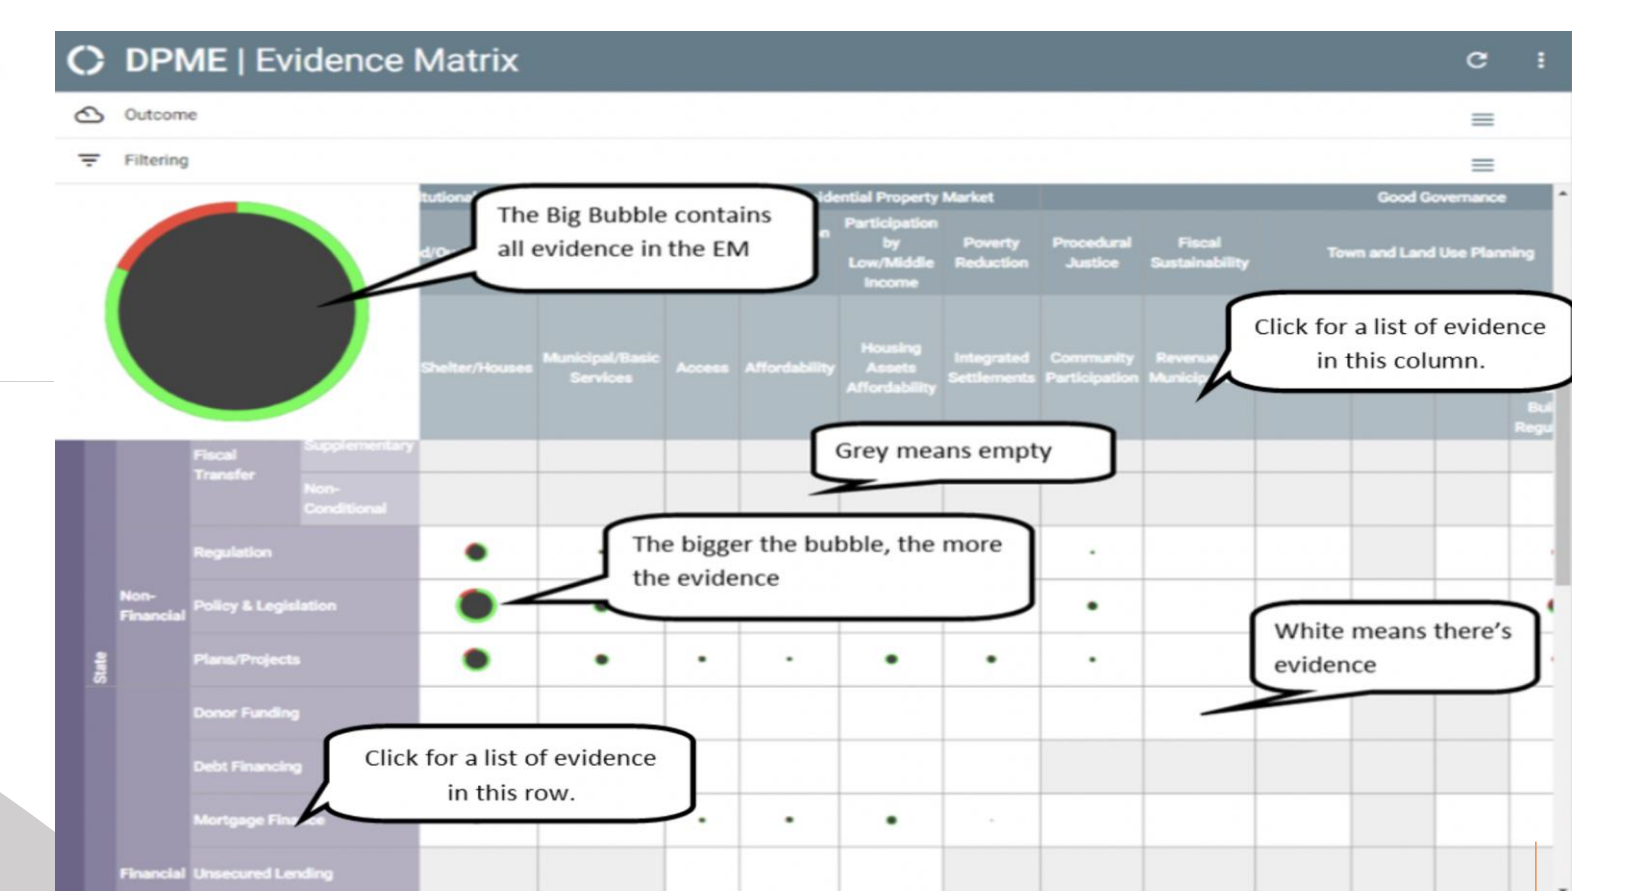 DPME | Evidence Matrix
Outcome
Filtering
The Big Bubble contains
all evidence in the EM
Property Market
Good Governance
Participation
by
Low/Middle
Income
Poverty
Reduction
Procedural
Justice
Fiscal
Sustainability
Town and Land Use Planning
Click for a list of evidence
in this column.
Shelter/Houses
Municipal/Basic
Services
Access
Affordability
Housing
Assets
Affordability
Integrated
Settlements
Community
Participation
Grey means empty
Fiscal
Transfer
Supplementary
Non-
Conditional
Regulation
The bigger the bubble, the more
the evidence
Non-
Financial
Policy & Legislation
White means there's
evidence
State
Plans/Projects
Donor Funding
Debt Financing
Click for a list of evidence
in this row.
Mortgage
Financial
Unsecured Lending